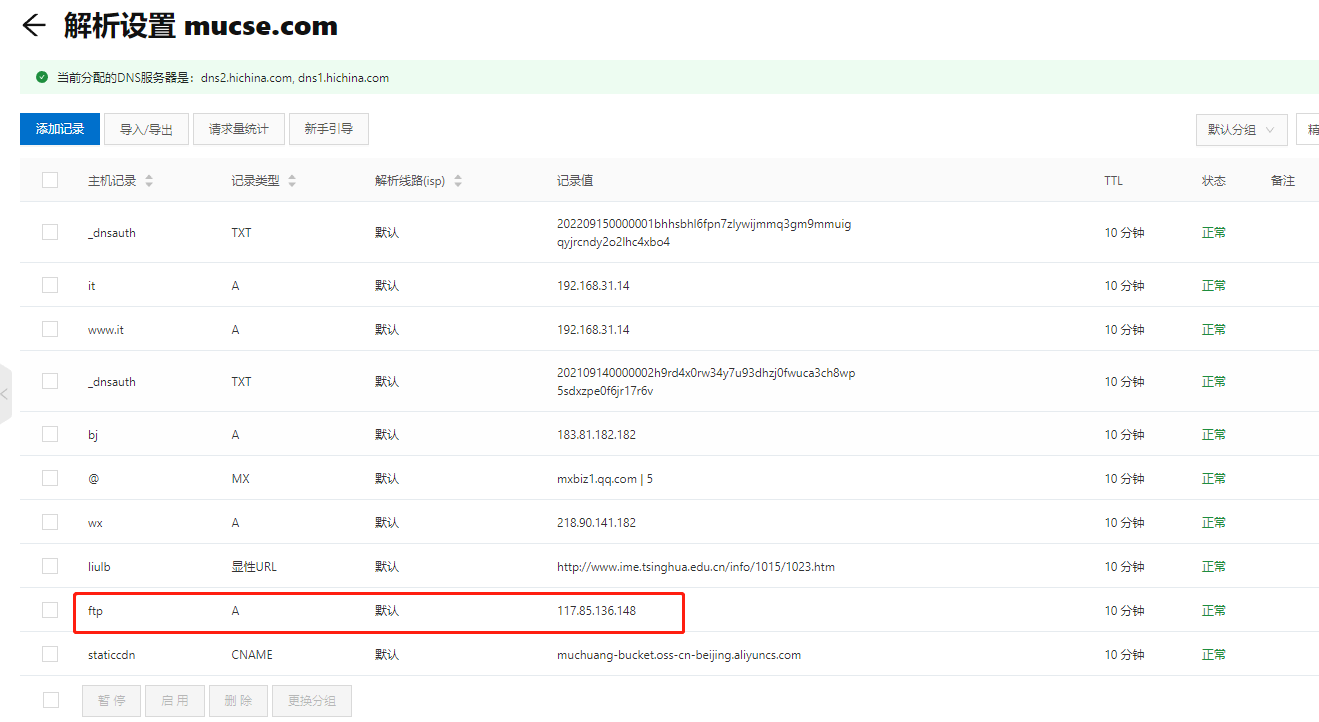 解析设置 mucse.com
当前分配的DNS服务器是：dns2.hichina.com, dns1.hichina.com
添加记录 导入/导出 请求量统计 新手引导 默认分组 精
主机记录 记录类型 解析线路(isp) 记录值 TTL 状态 备注
_dnsauth TXT 默认 202209150000001bhhsbhl6fpn7zlywijmmq3gm9mmuig 10 分钟 正常
qyjrcndy2o2lhc4xbo4
it A 默认 192.168.31.14 10 分钟 正常
www.it A 默认 192.168.31.14 10 分钟 正常
_dnsauth TXT 默认 202109140000002h9rd4x0rw34y7u93dhzj0fwuca3ch8wp 10 分钟 正常
5sdxzpe0f6jr17r6v
bj A 默认 183.81.182.182 10 分钟 正常
@ MX 默认 mxbiz1.qq.com | 5 10 分钟 正常
wx A 默认 218.90.141.182 10 分钟 正常
liulb 显性URL 默认 http://www.ime.tsinghua.edu.cn/info/1015/1023.htm 10 分钟 正常
ftp A 默认 117.85.136.148 10 分钟 正常
staticcdn CNAME 默认 muchuang-bucket.oss-cn-beijing.aliyuncs.com 10 分钟 正常
暂 停 启 用 删 除 更换分组